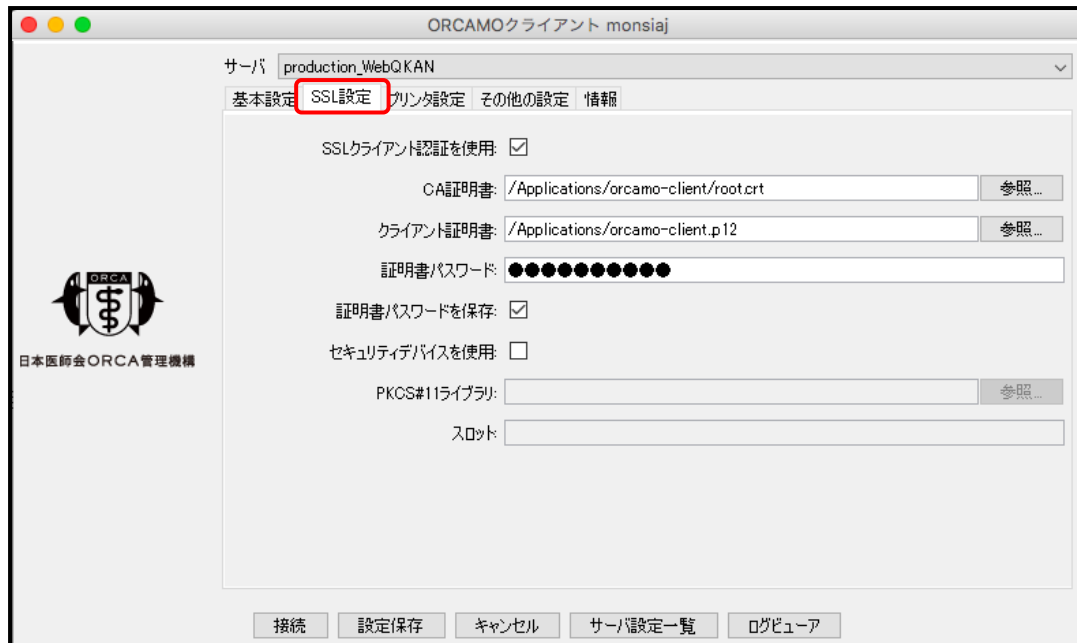 ORCAMOクライアント monsiaj
サーバ production_WebQKAN
基本設定 SSL設定 プリンタ設定 その他の設定 情報
SSLクライアント認証を使用:
CA証明書: /Applications/orcamo-client/root.crt 参照...
クライアント証明書: /Applications/orcamo-client.p12 参照...
証明書パスワード: ●●●●●●●●●●
証明書パスワードを保存:
セキュリティデバイスを使用:
PKCS#11ライブラリ: 参照...
スロット:
ORCA
日本医師会ORCA管理機構
接続 設定保存 キャンセル サーバ設定一覧 ログビューア